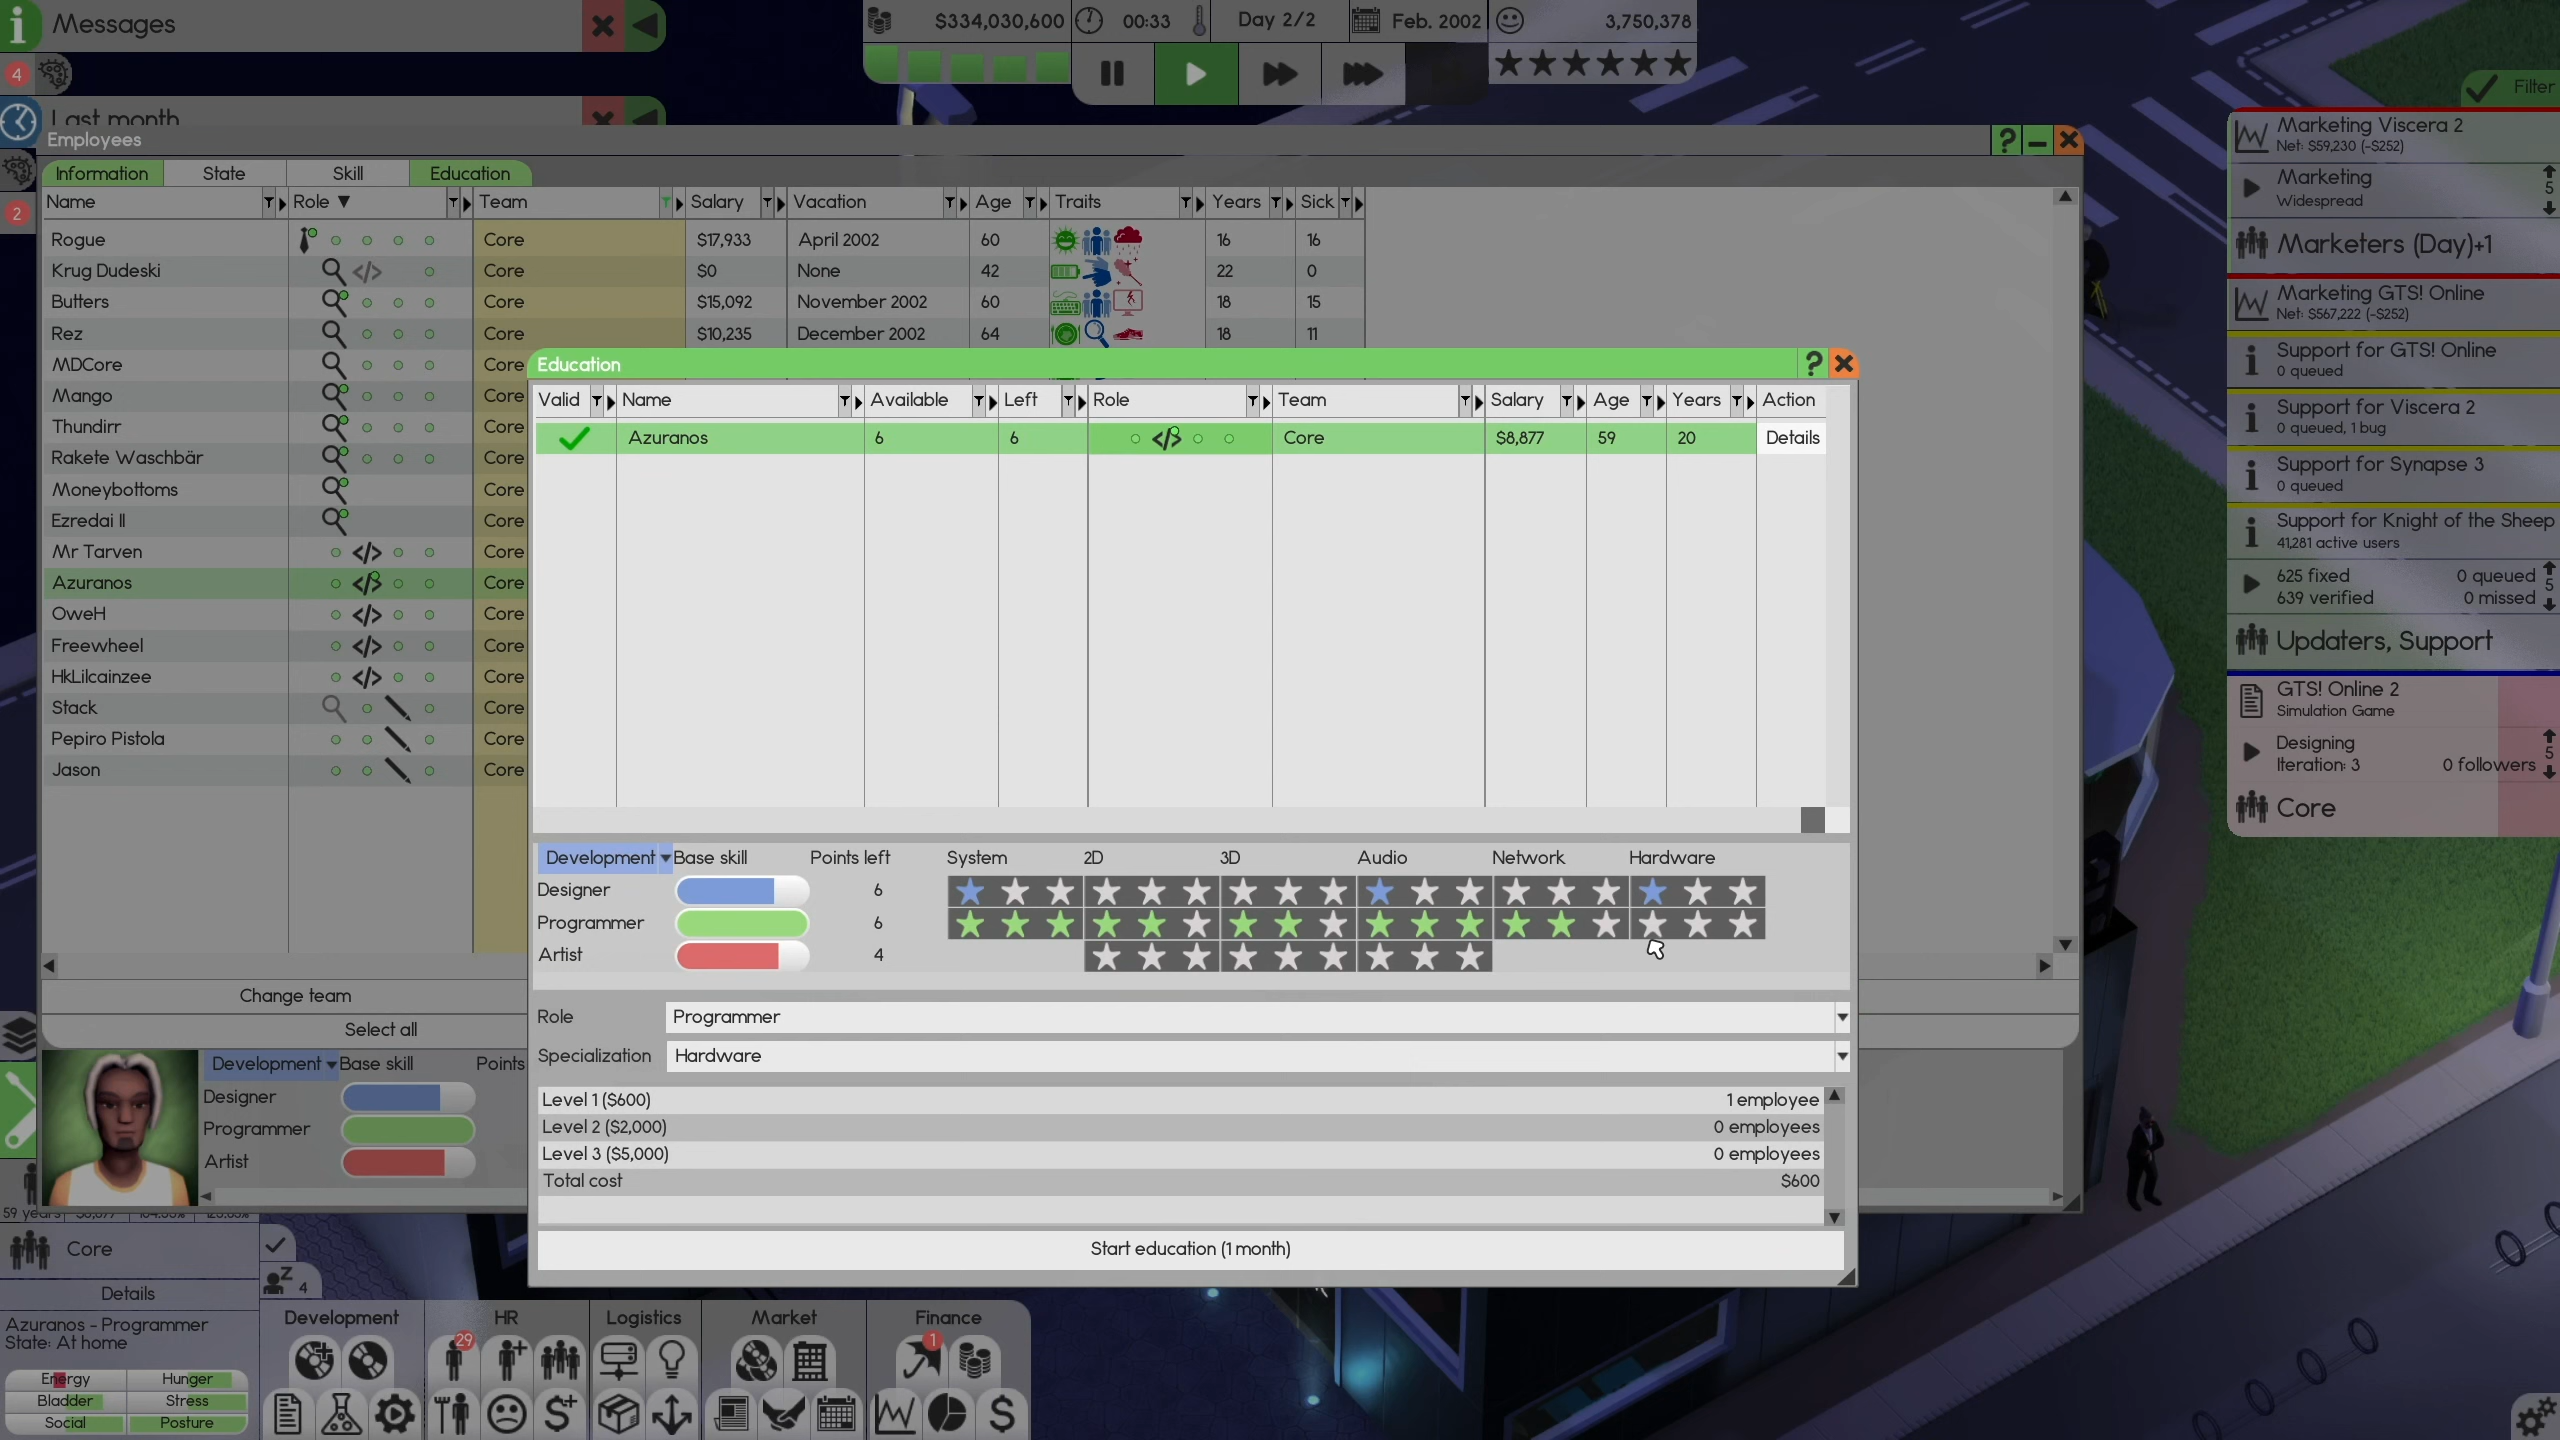 Messages
$334,030,600
00:33
Day 2/2
Feb. 2002
3,750,378
4
Last month
Filter
Employees
?
Information
State
Skill
Education
Name
Role
Team
Salary
Vacation
Age
Traits
Years
Sick
2
Rogue
Core
$17,933
April 2002
60
16
16
Krug Dudeski
Core
$0
None
42
22
0
Butters
Core
$15,092
November 2002
60
18
15
Rez
Core
$10,235
December 2002
64
18
11
MDCore
Core
Mango
Core
Thundirr
Core
Rakete Waschbär
Core
Moneybottoms
Core
Ezredai II
Core
Mr Tarven
Core
Azuranos
Core
OweH
Core
Freewheel
Core
HkLilcainzee
Core
Stack
Core
Pepiro Pistola
Core
Jason
Core
Change team
Select all
Development
Base skill
Points
Designer
Programmer
Artist
Education
?
Valid
Name
Available
Left
Role
Team
Salary
Age
Years
Action
Azuranos
6
6
Core
$8,877
59
20
Details
Development
Base skill
Points left
System
2D
3D
Audio
Network
Hardware
Designer
6
Programmer
6
Artist
4
Role
Programmer
Specialization
Hardware
Level 1 ($600)
1 employee
Level 2 ($2,000)
0 employees
Level 3 ($5,000)
0 employees
Total cost
$600
Start education (1 month)
Marketing Viscera 2
Net: $59,230 (-$252)
Marketing
Widespread
5
Marketers (Day)+1
Marketing GTS! Online
Net: $567,222 (-$252)
Support for GTS! Online
0 queued
Support for Viscera 2
0 queued, 1 bug
Support for Synapse 3
0 queued
Support for Knight of the Sheep
41,281 active users
625 fixed
0 queued
639 verified
0 missed
5
Updaters, Support
GTS! Online 2
Simulation Game
Designing
Iteration: 3
0 followers
5
Core
59 years
Core
4
Details
Azuranos - Programmer
State: At home
Energy
Hunger
Bladder
Stress
Social
Posture
Development
HR
Logistics
Market
Finance
29
1